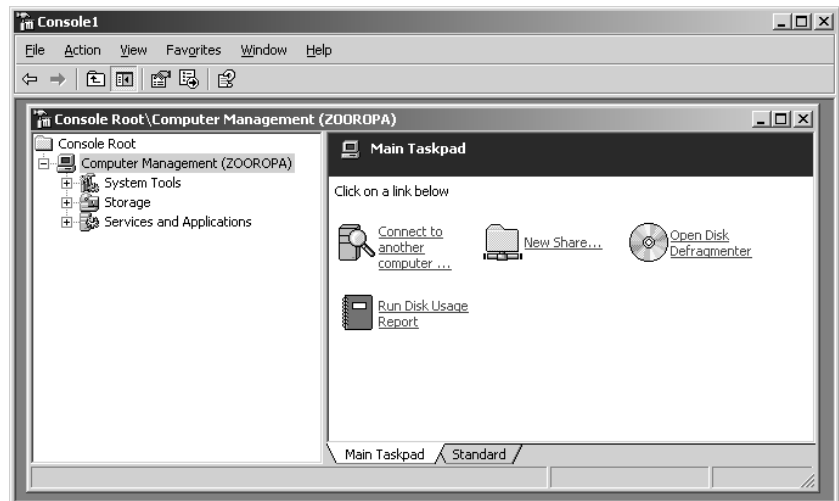 Console1
File Action View Favorites Window Help
Console Root\Computer Management (ZOOROPA)
Console Root
Computer Management (ZOOROPA)
System Tools
Storage
Services and Applications
Main Taskpad
Click on a link below
Connect to
another
computer ...
New Share...
Open Disk
Defragmenter
Run Disk Usage
Report
Main Taskpad
Standard